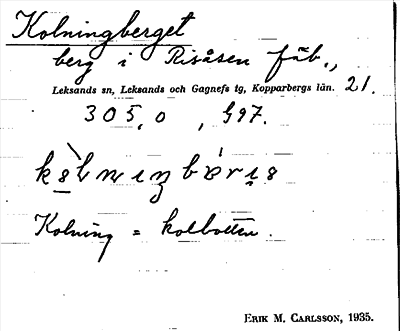 Kolningberget
berg i Risåsen fäb.,
Leksands sn, Leksands och Gagnefs tg, Kopparbergs län. 21.
305,0 , G97.
Kolning = kolbotten.
ERIK M. CARLSSON, 1935.